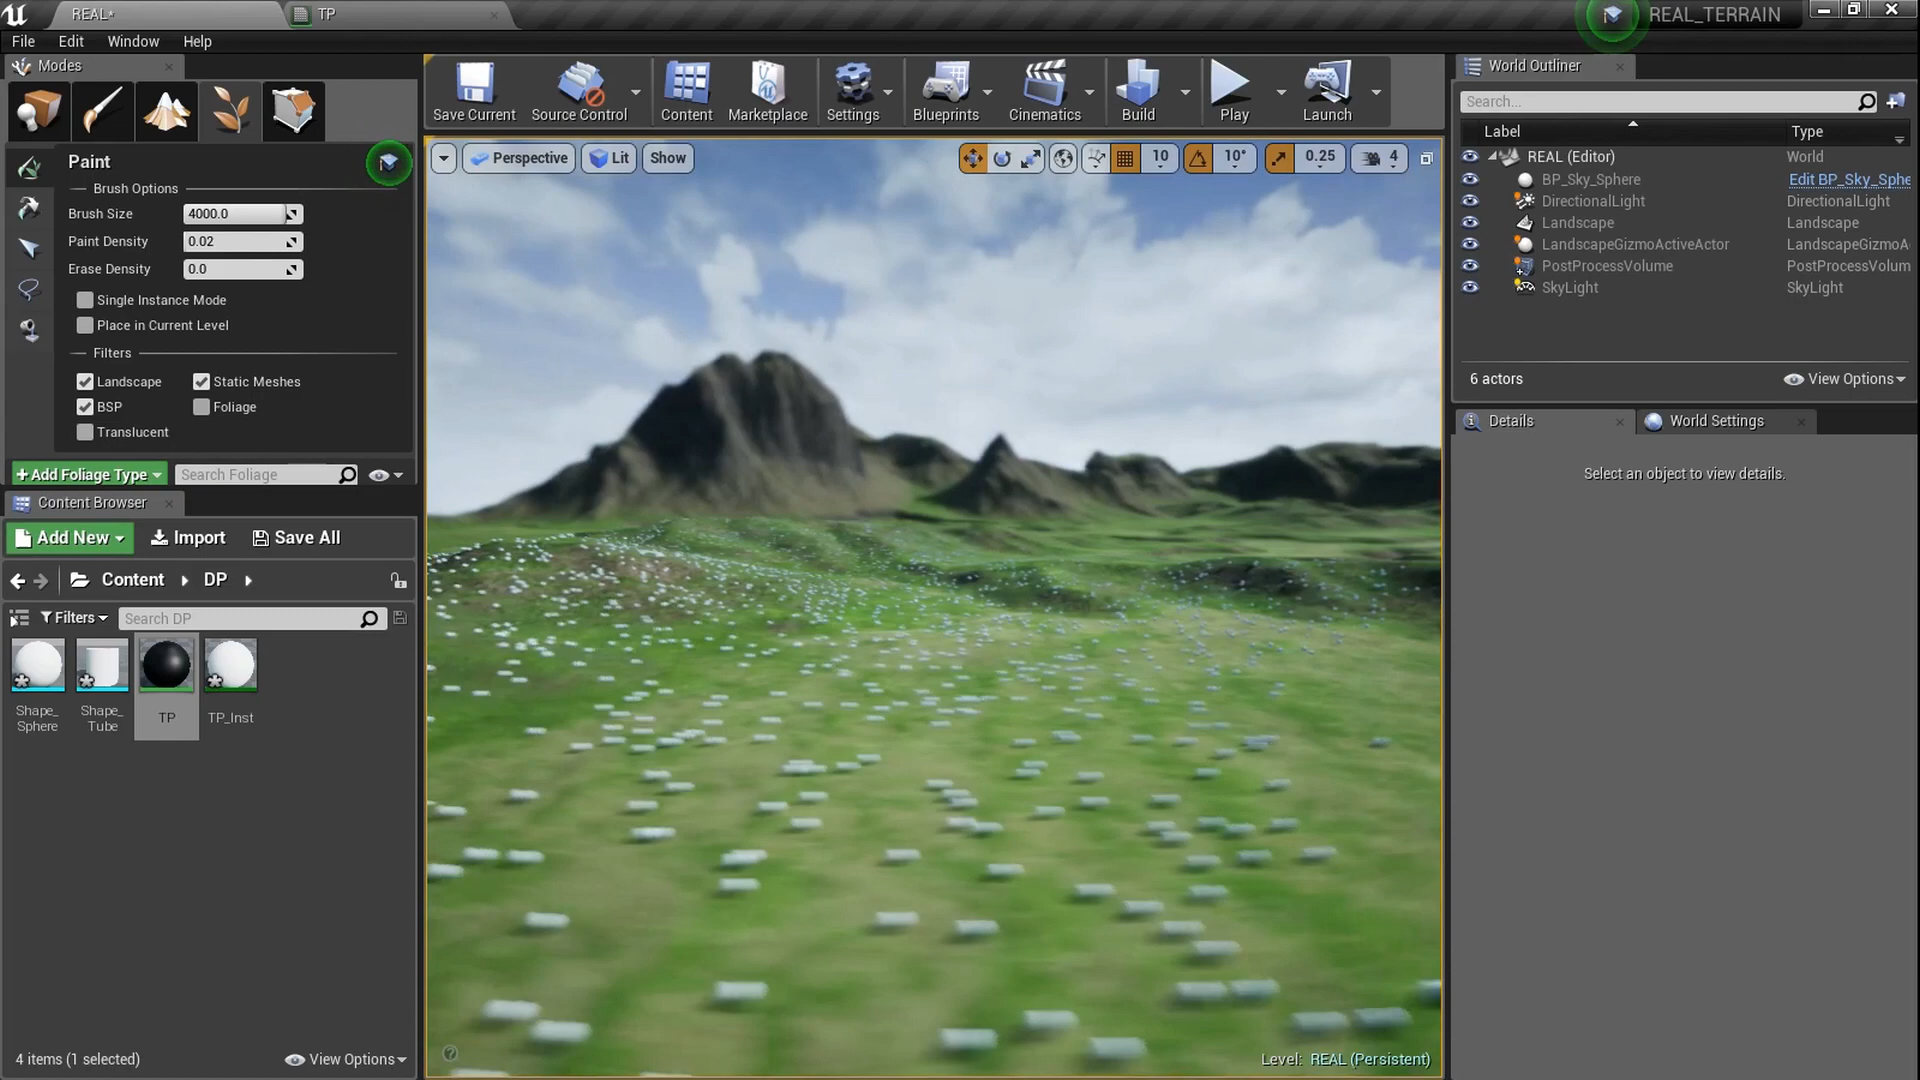 REAL*
TP
REAL_TERRAIN
File Edit Window Help
Modes
Save Current
Source Control
Content
Marketplace
Settings
Blueprints
Cinematics
Build
Play
Launch
Paint
Brush Options
Brush Size 4000.0
Paint Density 0.02
Erase Density 0.0
Single Instance Mode
Place in Current Level
Filters
Landscape Static Meshes
BSP Foliage
Translucent
+Add Foliage Type Search Foliage
Content Browser
Add New Import Save All
Content DP
Filters Search DP
Shape_
Sphere
Shape_
Tube
TP
TP_Inst
4 items (1 selected) View Options
Perspective Lit Show
10 10° 0.25 4
Level: REAL (Persistent)
World Outliner
Search...
Label Type
REAL (Editor) World
BP_Sky_Sphere Edit BP_Sky_Sphe
DirectionalLight DirectionalLight
Landscape Landscape
LandscapeGizmoActiveActor LandscapeGizmoA
PostProcessVolume PostProcessVolum
SkyLight SkyLight
6 actors View Options
Details World Settings
Select an object to view details.